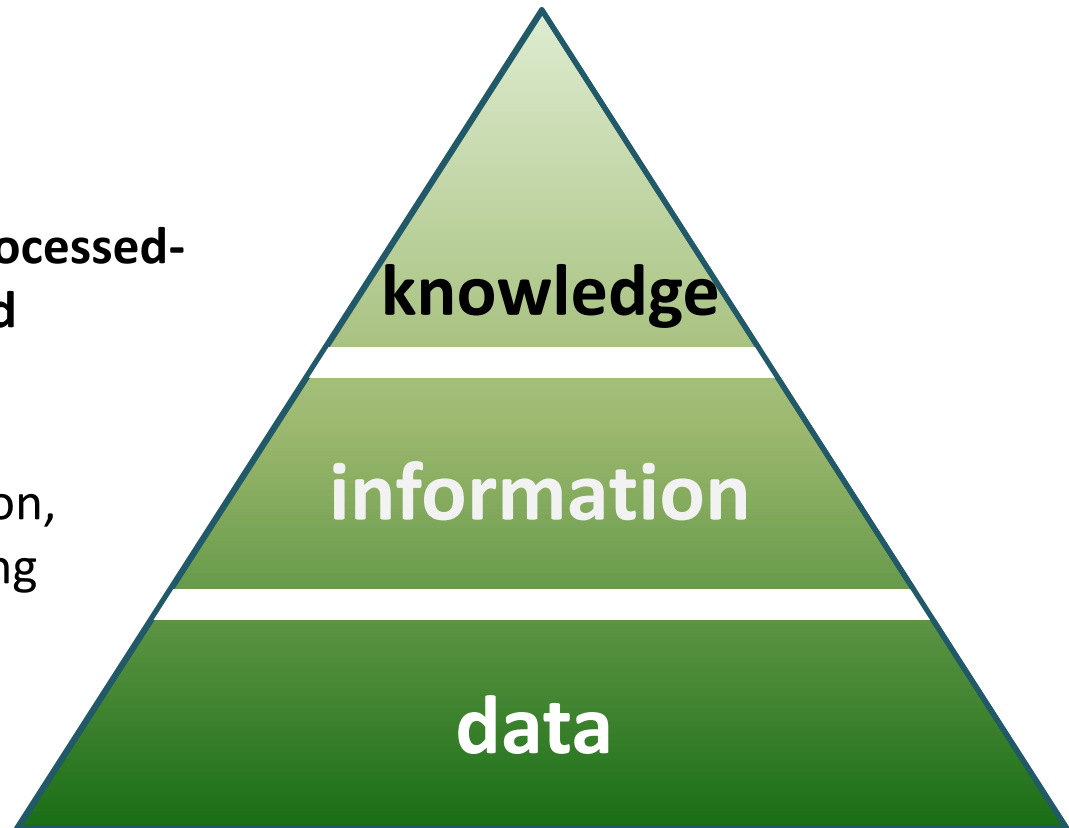 ocessed-
d
knowledge
on,
ng
information
data